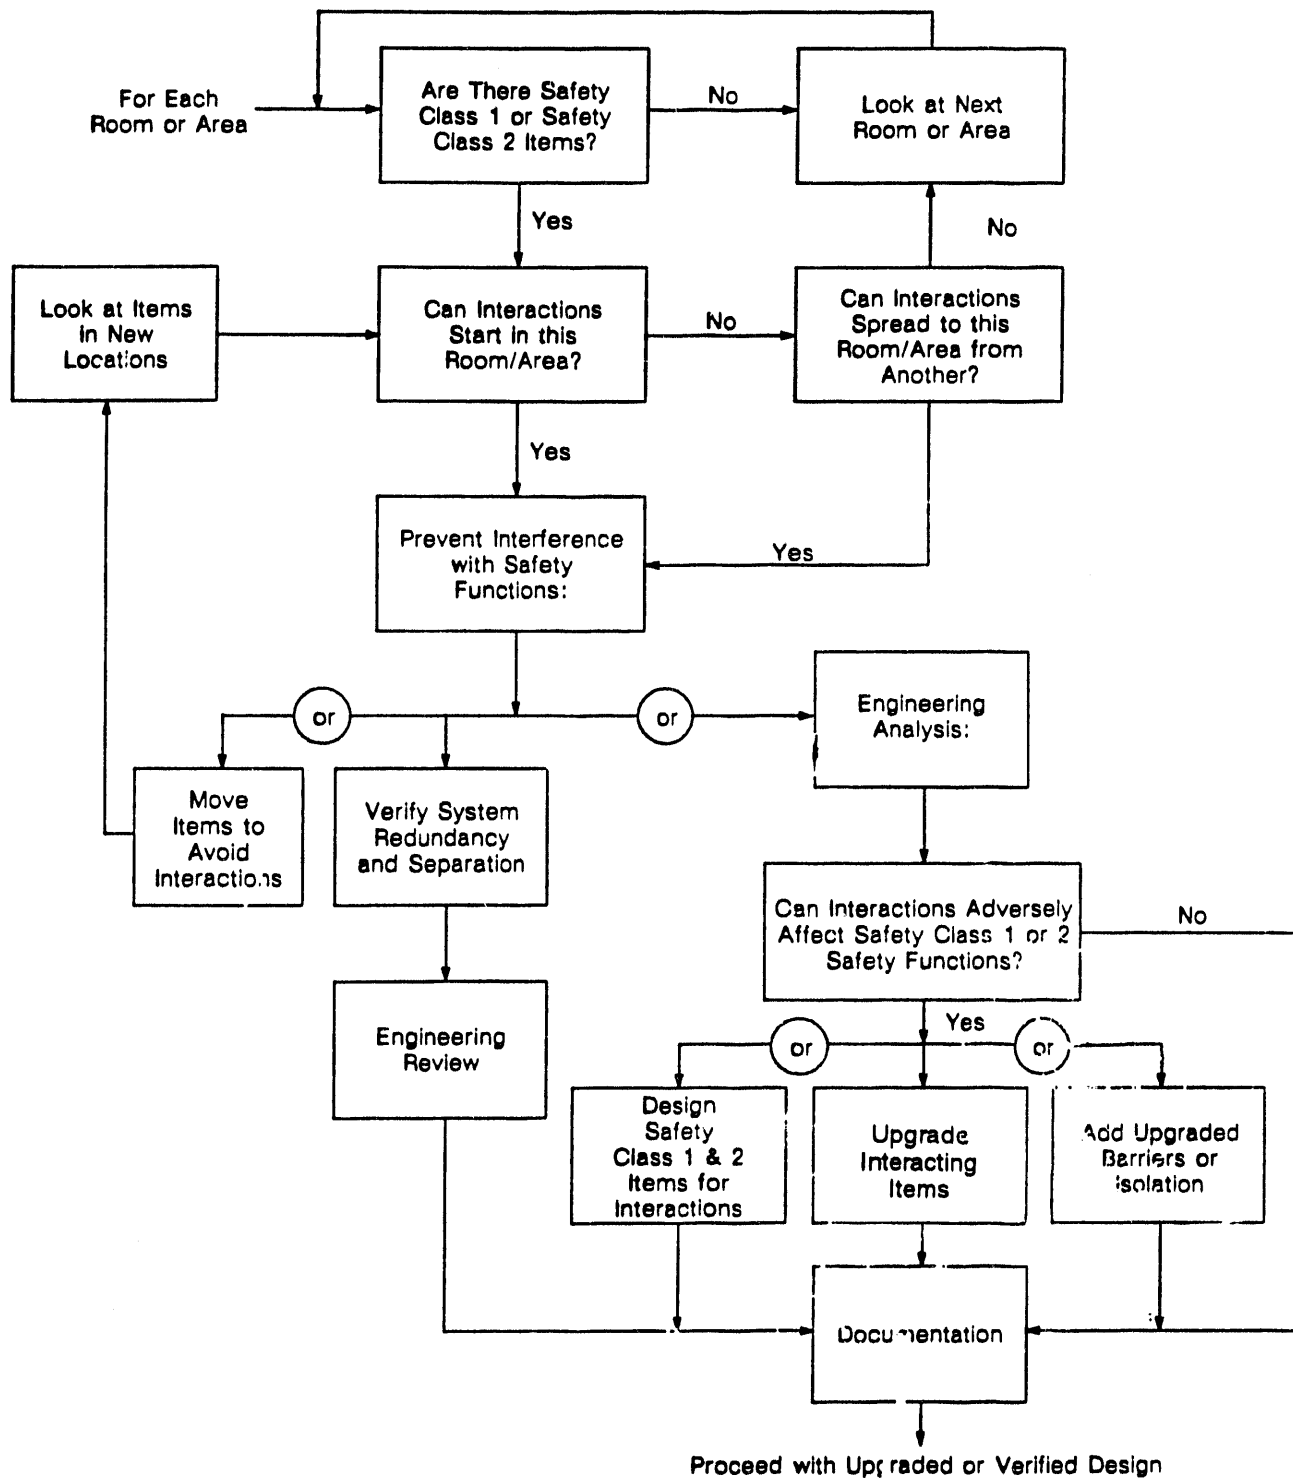 For Each
Room or Area
Are There Safety
Class 1 or Safety
Class 2 Items?
No
Look at Next
Room or Area
Yes
No
Look at Items
in New
Locations
Can Interactions
Start in this
Room/Area?
No
Can Interactions
Spread to this
Room/Area from
Another?
Yes
Prevent Interference
with Safety
Functions:
Yes
or
or
Engineering
Analysis:
Move
Items to
Avoid
Interactions
Verify System
Redundancy
and Separation
Can Interactions Adversely
Affect Safety Class 1 or 2
Safety Functions?
No
Engineering
Review
Yes
or
or
Design
Safety
Class 1 & 2
Items for
Interactions
Upgrade
Interacting
Items
Add Upgraded
Barriers or
Isolation
Documentation
Proceed with Upgraded or Verified Design